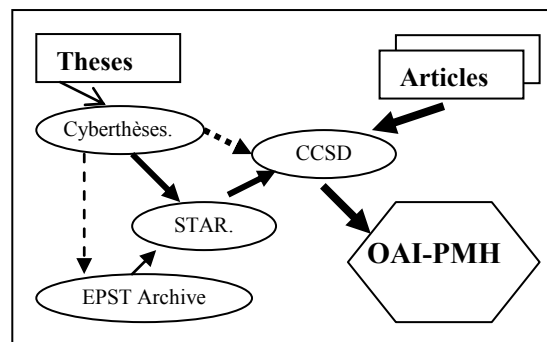 Theses
Articles
Cyberthèses.
CCSD
STAR.
OAI-PMH
EPST Archive